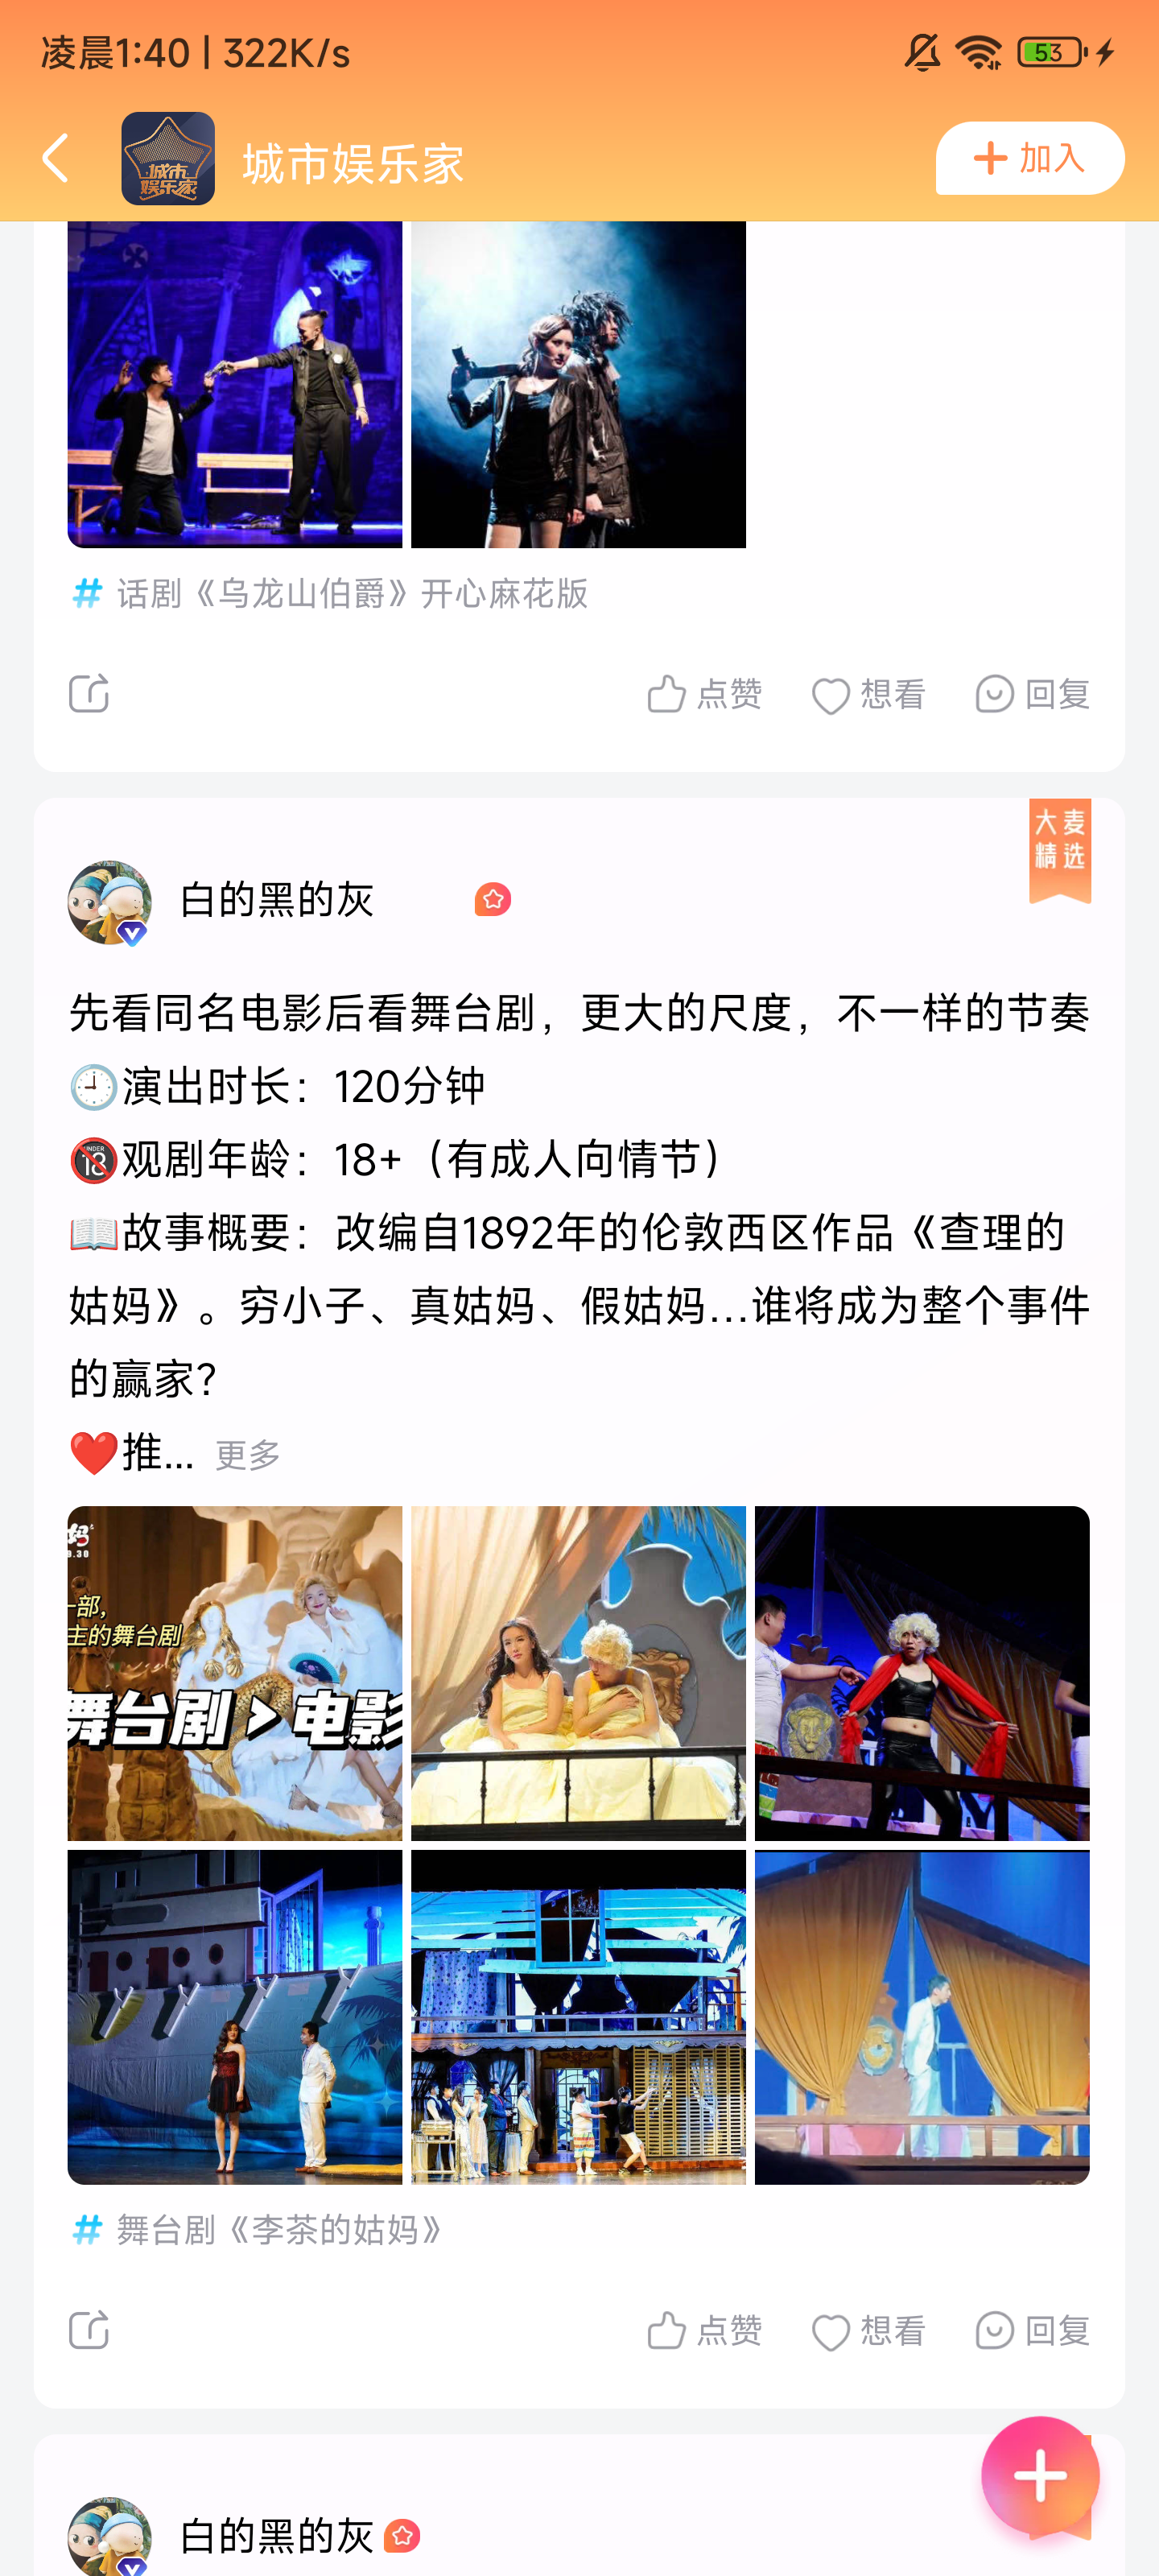 凌晨1:40 | 322K/s
53
城市
娱乐家
城市娱乐家
加入
# 话剧《乌龙山伯爵》开心麻花版
点赞 想看 回复
大麦
精选
白的黑的灰
先看同名电影后看舞台剧，更大的尺度，不一样的节奏
🕘演出时长：120分钟
🔞观剧年龄：18+（有成人向情节）
📖故事概要：改编自1892年的伦敦西区作品《查理的
姑妈》。穷小子、真姑妈、假姑妈...谁将成为整个事件
的赢家？
❤️推... 更多
妈
9.30
一部，
主的舞台剧
舞台剧>电影
# 舞台剧《李茶的姑妈》
点赞 想看 回复
白的黑的灰